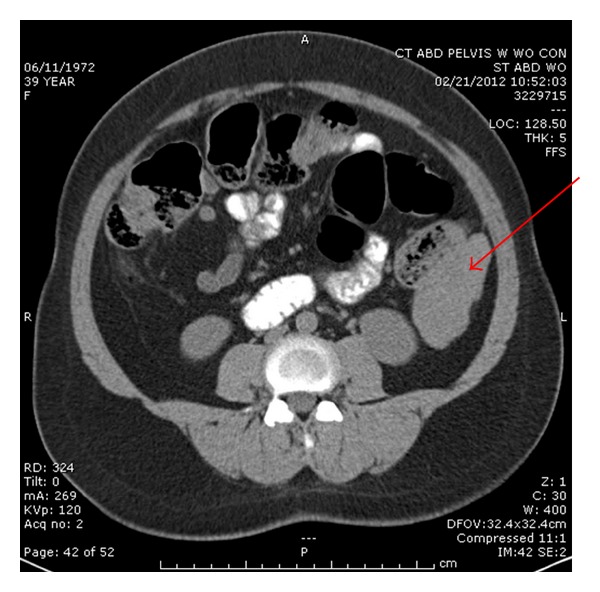 A
CT ABD PELVIS W WO CON
06/11/1972
ST ABD WO
39 YEAR
02/21/2012 10:52:03
F
3229715
---
LOC: 128.50
THK: 5
FFS
R
L
RD: 324
Tilt: 0
mA: 269
KVp: 120
Acq no: 2
Page: 42 of 52
Z: 1
C: 30
W: 400
DFOV:32.4x32.4cm
Compressed 11:1
IM:42 SE:2
---
P
cm